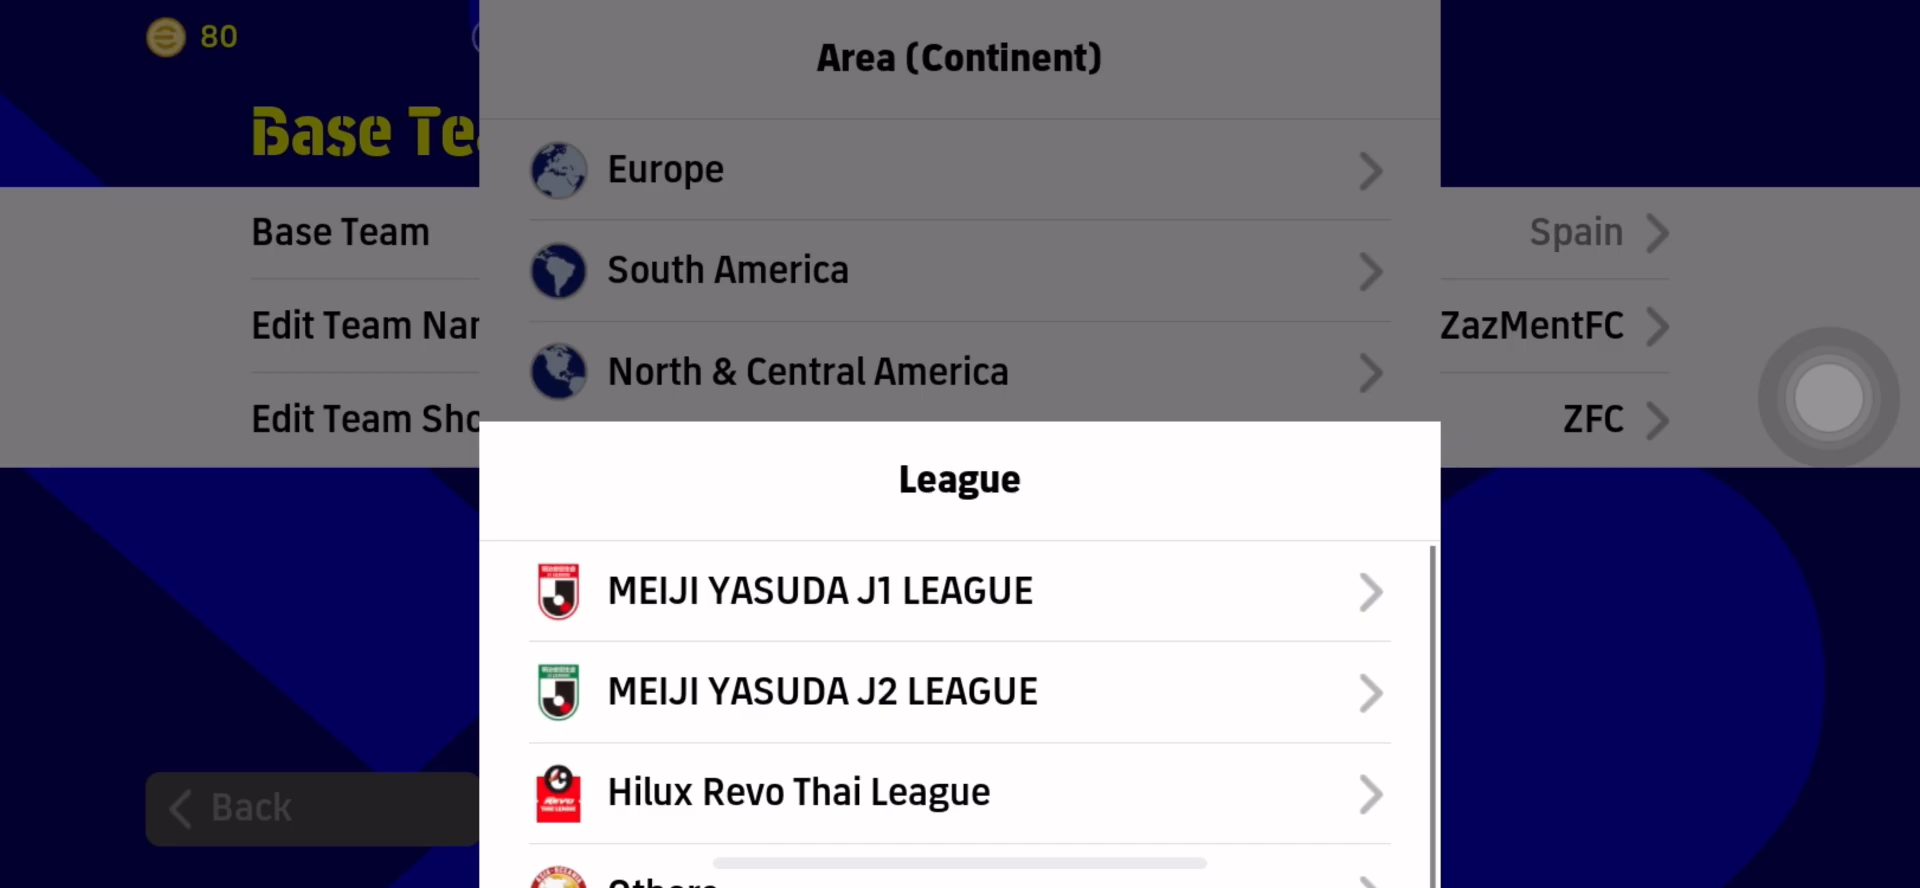 80
Area (Continent)
Base Te
Europe
Base Team
Spain
South America
Edit Team Nar
ZazMentFC
North & Central America
Edit Team Sho
ZFC
League
MEIJI YASUDA J1 LEAGUE
MEIJI YASUDA J2 LEAGUE
Hilux Revo Thai League
Back
Others